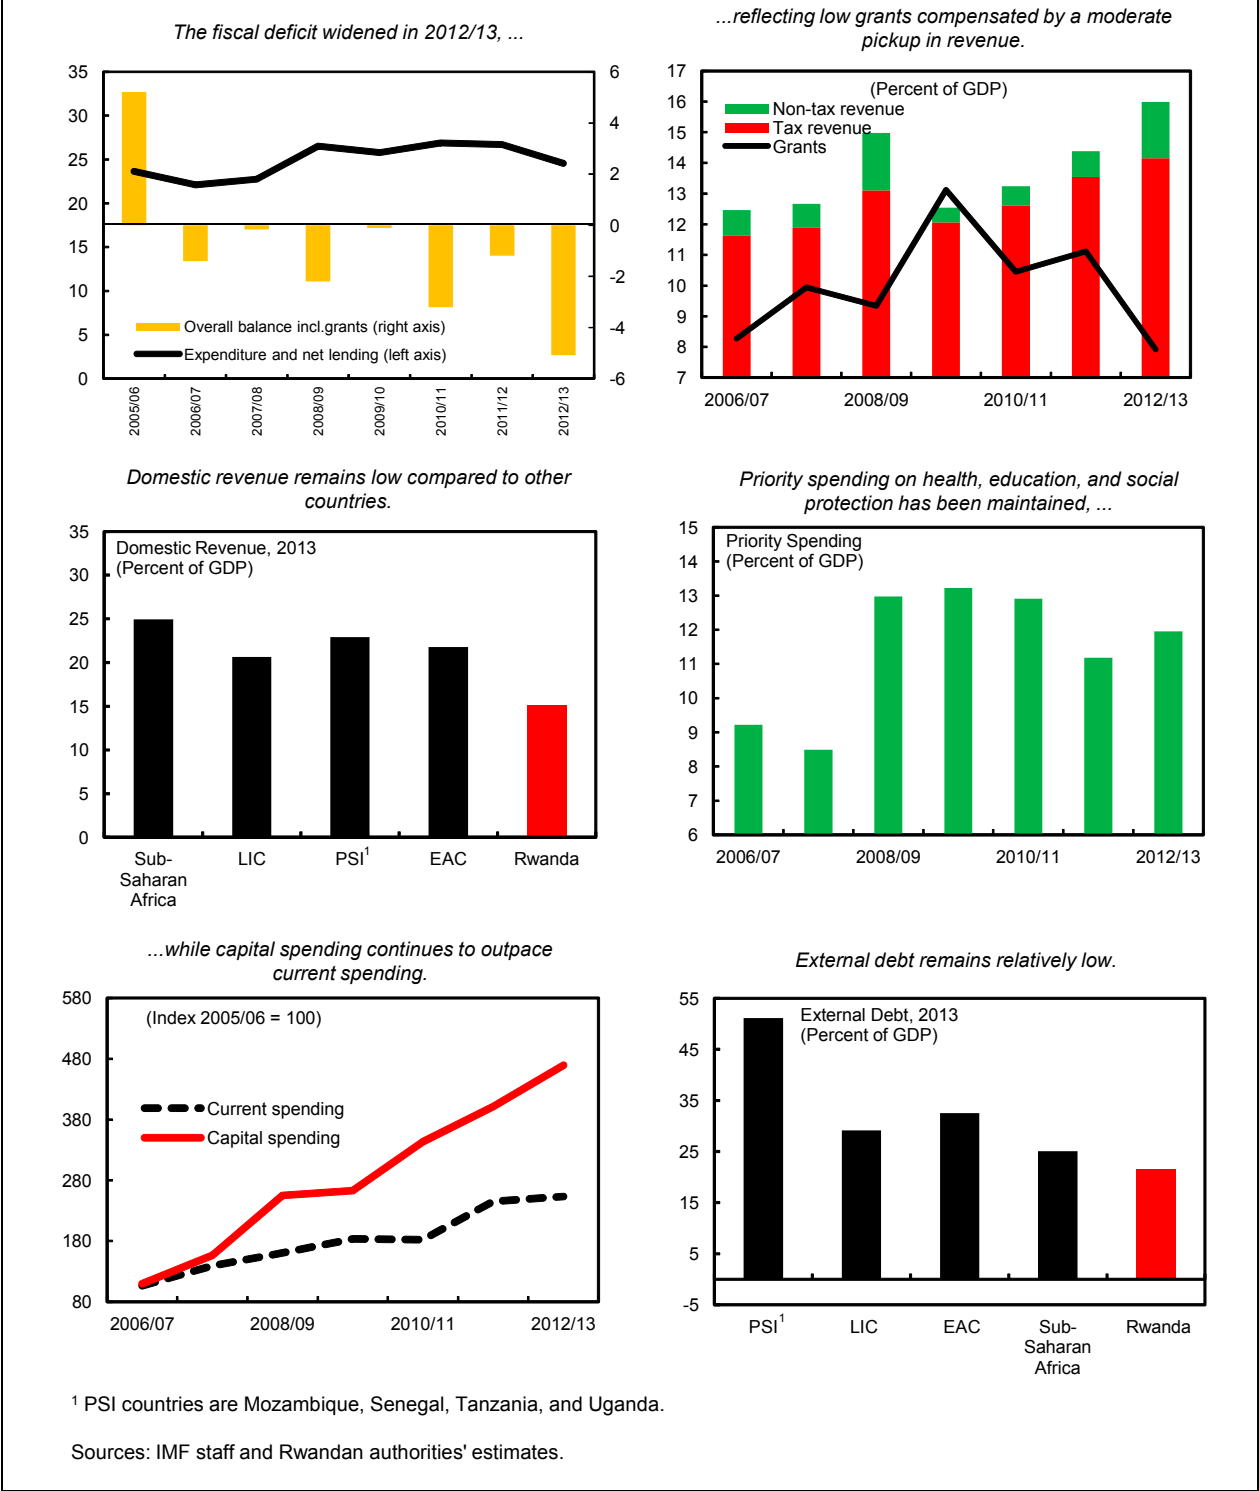 The fiscal deficit widened in 2012/13, ...
35
30
25
20
15
10
5
0
6
4
2
0
-2
-4
-6
Overall balance incl.grants (right axis)
Expenditure and net lending (left axis)
2005/06
2006/07
2007/08
2008/09
2009/10
2010/11
2011/12
2012/13
...reflecting low grants compensated by a moderate
pickup in revenue.
17
16
15
14
13
12
11
10
9
8
7
(Percent of GDP)
Non-tax revenue
Tax revenue
Grants
2006/07 2008/09 2010/11 2012/13
Domestic revenue remains low compared to other
countries.
35
30
25
20
15
10
5
0
Domestic Revenue, 2013
(Percent of GDP)
Sub-
Saharan
Africa
LIC
PSI1
EAC
Rwanda
Priority spending on health, education, and social
protection has been maintained, ...
15
14
13
12
11
10
9
8
7
6
Priority Spending
(Percent of GDP)
2006/07 2008/09 2010/11 2012/13
...while capital spending continues to outpace
current spending.
580
480
380
280
180
80
(Index 2005/06 = 100)
Current spending
Capital spending
2006/07 2008/09 2010/11 2012/13
External debt remains relatively low.
55
45
35
25
15
5
-5
External Debt, 2013
(Percent of GDP)
PSI1
LIC
EAC
Sub-
Saharan
Africa
Rwanda
1 PSI countries are Mozambique, Senegal, Tanzania, and Uganda.
Sources: IMF staff and Rwandan authorities' estimates.